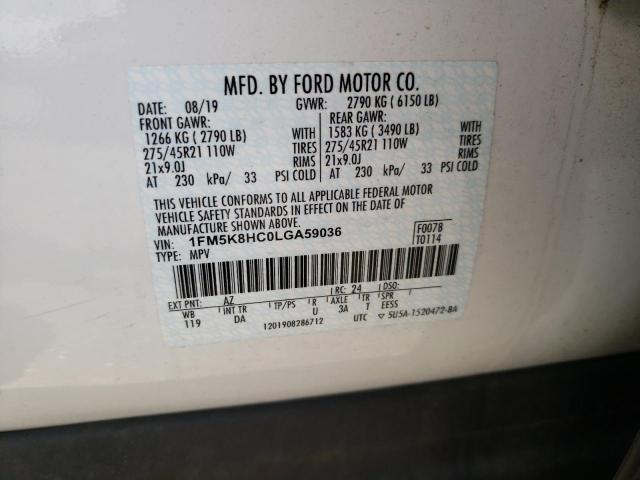 MFD. BY FORD MOTOR CO.
DATE: 08/19 GVWR: 2790 KG (6150 LB)
FRONT GAWR: REAR GAWR:
1266 KG (2790 LB) WITH 1583 KG (3490 LB) WITH
275/45R21 110W TIRES 275/45R21 110W TIRES
21x9.0J RIMS 21x9.0J RIMS
AT 230 kPa/ 33 PSI COLD AT 230 kPa/ 33 PSI COLD
THIS VEHICLE CONFORMS TO ALL APPLICABLE FEDERAL MOTOR
VEHICLE SAFETY STANDARDS IN EFFECT ON THE DATE OF
MANUFACTURE SHOWN ABOVE.
VIN: 1FM5K8HC0LGA59036 F0078
TYPE: MPV T0114
EXT PNT: AZ RC: 24 DSO:
WB INT TR TP/PS R AXLE TR SPR
119 DA U 3A T EESS
1201908286712 UTC ▽ 5U5A-1520472-BA